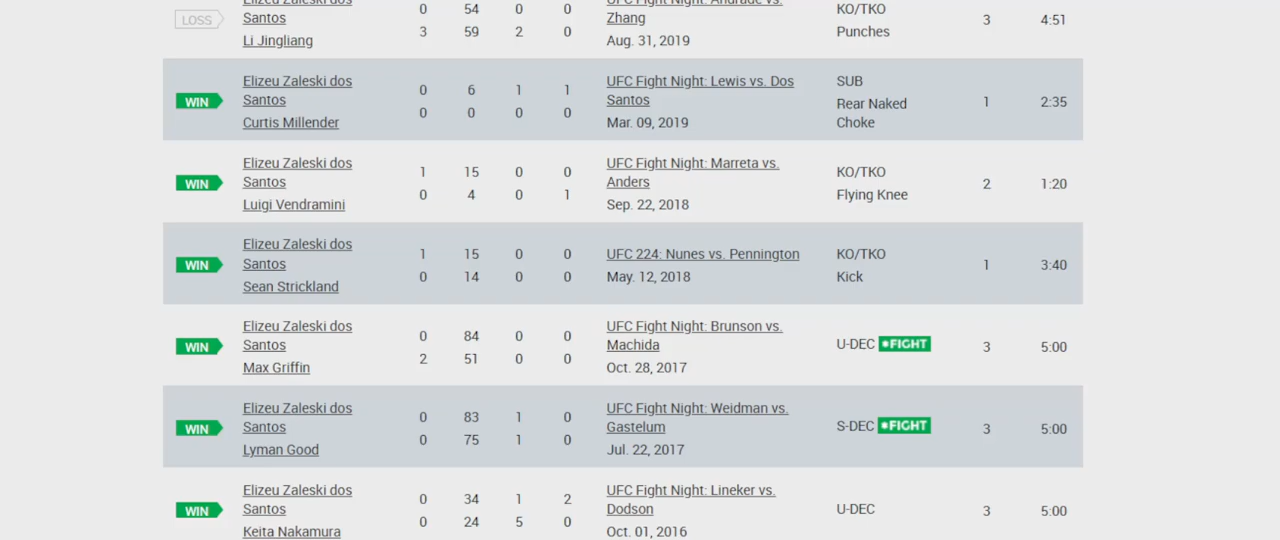 Elizeu Zaleski dos 0 54 0 0 UFC Fight Night: Andrade vs. KO/TKO
LOSS Santos Zhang 3 4:51
Li Jingliang 3 59 2 0 Aug. 31, 2019 Punches
Elizeu Zaleski dos 0 6 1 1 UFC Fight Night: Lewis vs. Dos SUB
WIN Santos Santos Rear Naked 1 2:35
Curtis Millender 0 0 0 0 Mar. 09, 2019 Choke
Elizeu Zaleski dos 1 15 0 0 UFC Fight Night: Marreta vs. KO/TKO
WIN Santos Anders 2 1:20
Luigi Vendramini 0 4 0 1 Sep. 22, 2018 Flying Knee
Elizeu Zaleski dos 1 15 0 0 UFC 224: Nunes vs. Pennington KO/TKO
WIN Santos 1 3:40
Sean Strickland 0 14 0 0 May. 12, 2018 Kick
Elizeu Zaleski dos 0 84 0 0 UFC Fight Night: Brunson vs.
WIN Santos Machida U-DEC FIGHT 3 5:00
Max Griffin 2 51 0 0 Oct. 28, 2017
Elizeu Zaleski dos 0 83 1 0 UFC Fight Night: Weidman vs.
WIN Santos Gastelum S-DEC FIGHT 3 5:00
Lyman Good 0 75 1 0 Jul. 22, 2017
Elizeu Zaleski dos 0 34 1 2 UFC Fight Night: Lineker vs.
WIN Santos Dodson U-DEC 3 5:00
Keita Nakamura 0 24 5 0 Oct. 01, 2016